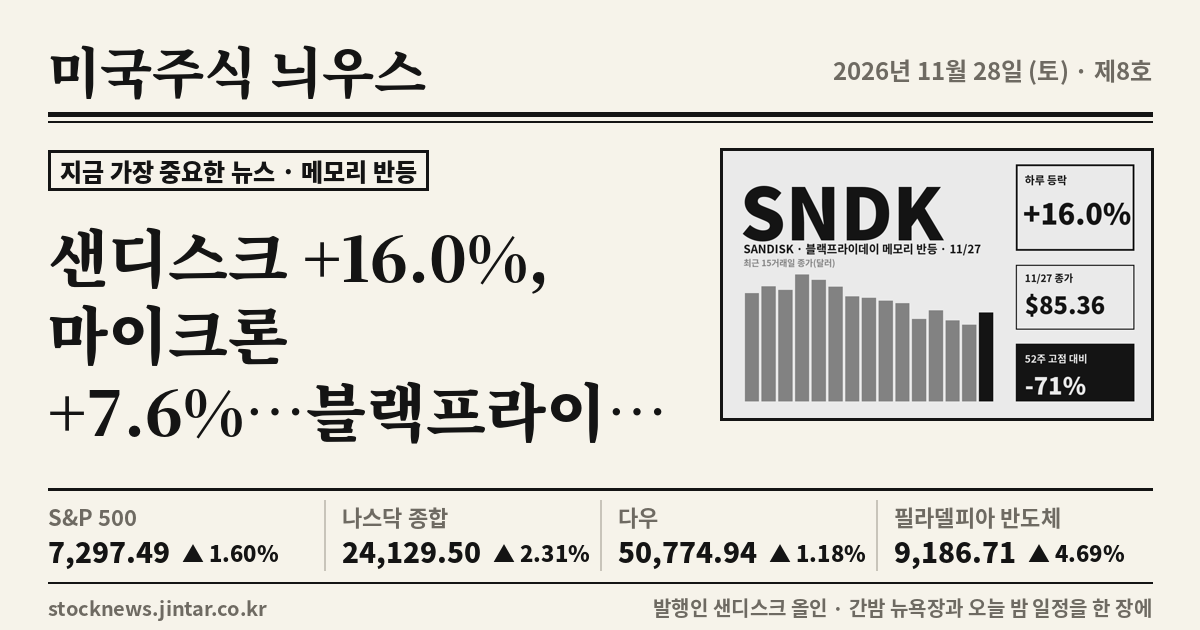 미국주식 늬우스
2026년 11월 28일 (토) · 제8호
지금 가장 중요한 뉴스 · 메모리 반등
샌디스크 +16.0%,
마이크론
+7.6%…블랙프라이…
SNDK
SANDISK · 블랙프라이데이 메모리 반등 · 11/27
최근 15거래일 종가(달러)
하루 등락
+16.0%
11/27 종가
$85.36
52주 고점 대비
-71%
S&P 500
7,297.49 ▲ 1.60%
나스닥 종합
24,129.50 ▲ 2.31%
다우
50,774.94 ▲ 1.18%
필라델피아 반도체
9,186.71 ▲ 4.69%
stocknews.jintar.co.kr
발행인 샌디스크 올인 · 간밤 뉴욕장과 오늘 밤 일정을 한 장에